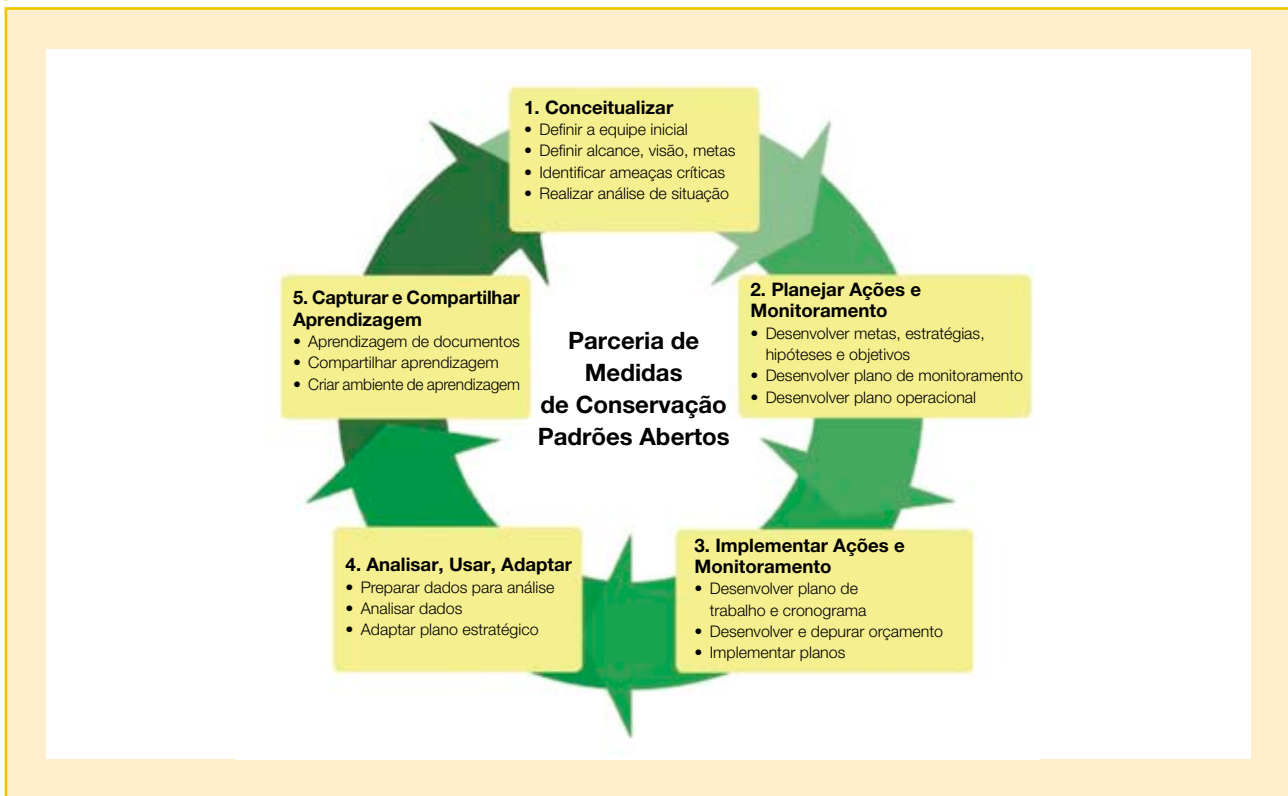 1. Conceitualizar
• Definir a equipe inicial
• Definir alcance, visão, metas
• Identificar ameaças críticas
• Realizar análise de situação
2. Planejar Ações e
Monitoramento
• Desenvolver metas, estratégias,
hipóteses e objetivos
• Desenvolver plano de monitoramento
• Desenvolver plano operacional
3. Implementar Ações e
Monitoramento
• Desenvolver plano de
trabalho e cronograma
• Desenvolver e depurar orçamento
• Implementar planos
4. Analisar, Usar, Adaptar
• Preparar dados para análise
• Analisar dados
• Adaptar plano estratégico
5. Capturar e Compartilhar
Aprendizagem
• Aprendizagem de documentos
• Compartilhar aprendizagem
• Criar ambiente de aprendizagem
Parceria de
Medidas
de Conservação
Padrões Abertos